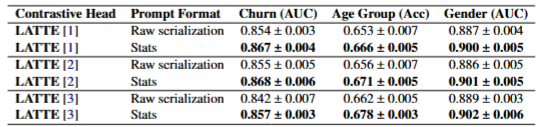 Contrastive Head Prompt Format Churn (AUC) Age Group (Acc) Gender (AUC)
LATTE [1] Raw serialization 0.854 ± 0.003 0.653 ± 0.007 0.887 ± 0.004
LATTE [1] Stats 0.867 ± 0.004 0.666 ± 0.005 0.900 ± 0.005
LATTE [2] Raw serialization 0.855 ± 0.005 0.656 ± 0.007 0.886 ± 0.005
LATTE [2] Stats 0.868 ± 0.006 0.671 ± 0.005 0.901 ± 0.005
LATTE [3] Raw serialization 0.842 ± 0.007 0.662 ± 0.005 0.889 ± 0.003
LATTE [3] Stats 0.857 ± 0.003 0.678 ± 0.003 0.902 ± 0.006